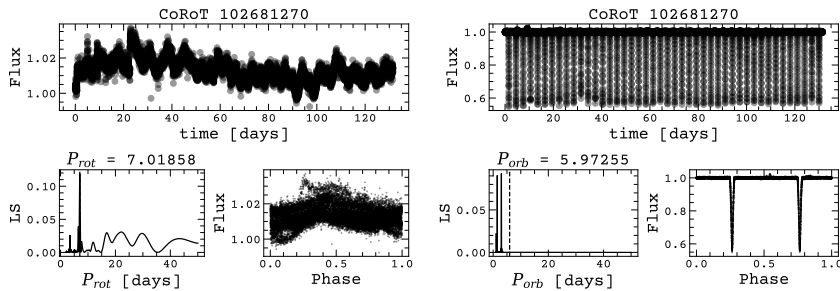 CoRoT 102681270
Flux
1.02
1.00
0 20 40 60 80 100 120
time [days]
CoRoT 102681270
Flux
1.0
0.8
0.6
0 20 40 60 80 100 120
time [days]
P_rot = 7.01858
LS
0.10
0.05
0.00
0 20 40
P_rot [days]
Flux
1.02
1.00
0.0 0.5 1.0
Phase
P_orb = 5.97255
LS
0.05
0.00
0 20 40
P_orb [days]
Flux
1.0
0.8
0.6
0.0 0.5 1.0
Phase